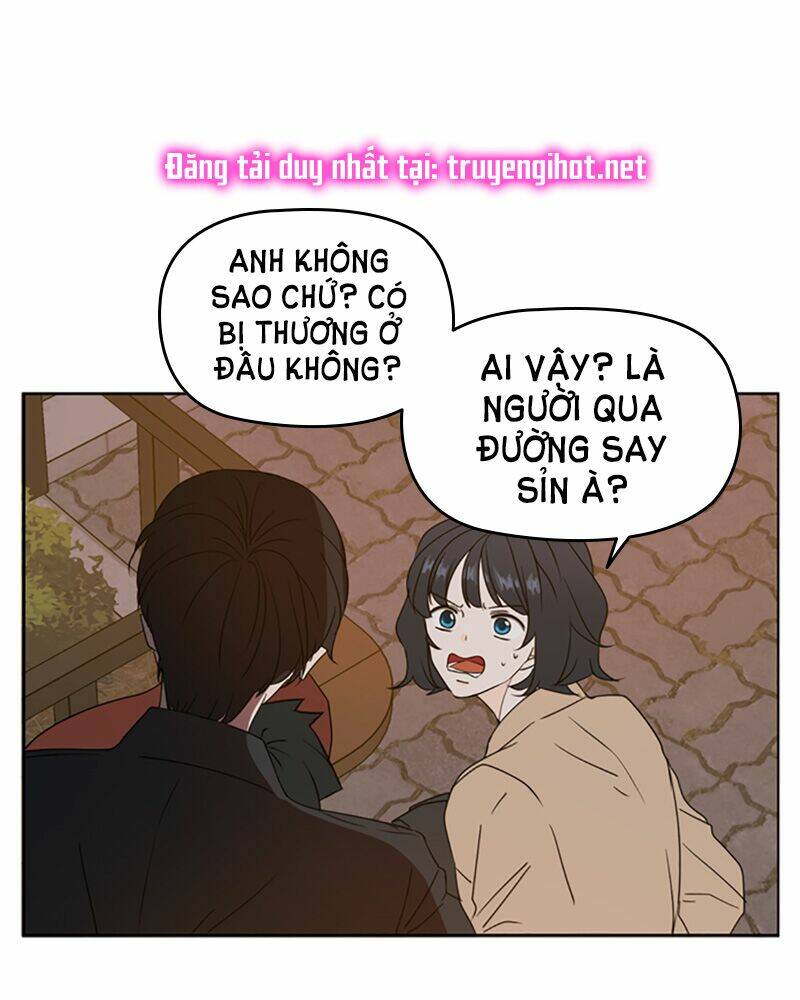 Đăng tải duy nhất tại: truyengihot.net
ANH KHÔNG
SAO CHỨ? CÓ
BỊ THƯƠNG Ở
ĐÂU KHÔNG?
AI VẬY? LÀ
NGƯỜI QUA
ĐƯỜNG SAY
SỈN À?